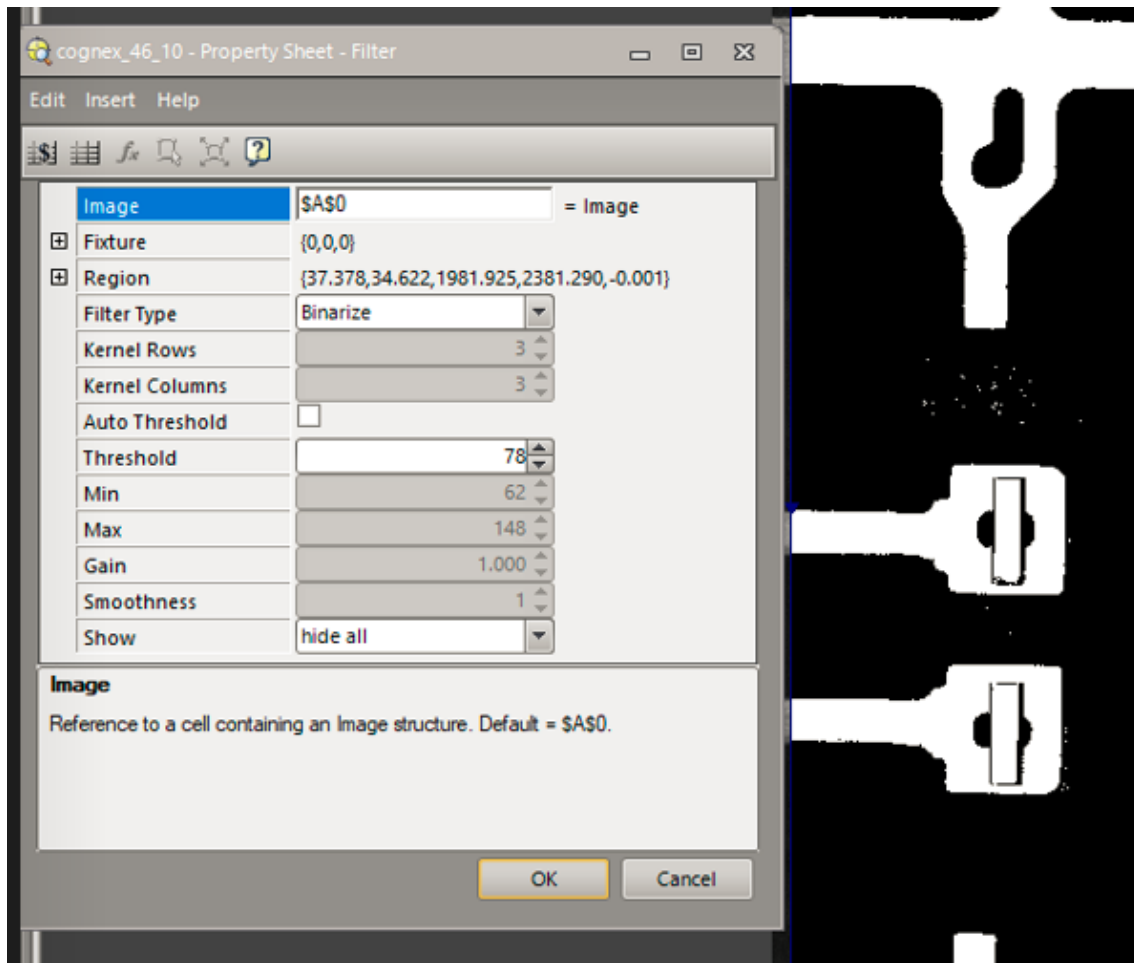 cognex_46_10 - Property Sheet - Filter
Edit Insert Help
Image $A$0 = Image
Fixture {0,0,0}
Region {37.378,34.622,1981.925,2381.290,-0.001}
Filter Type Binarize
Kernel Rows 3
Kernel Columns 3
Auto Threshold
Threshold 78
Min 62
Max 148
Gain 1.000
Smoothness 1
Show hide all
Image
Reference to a cell containing an Image structure. Default = $A$0.
OK Cancel